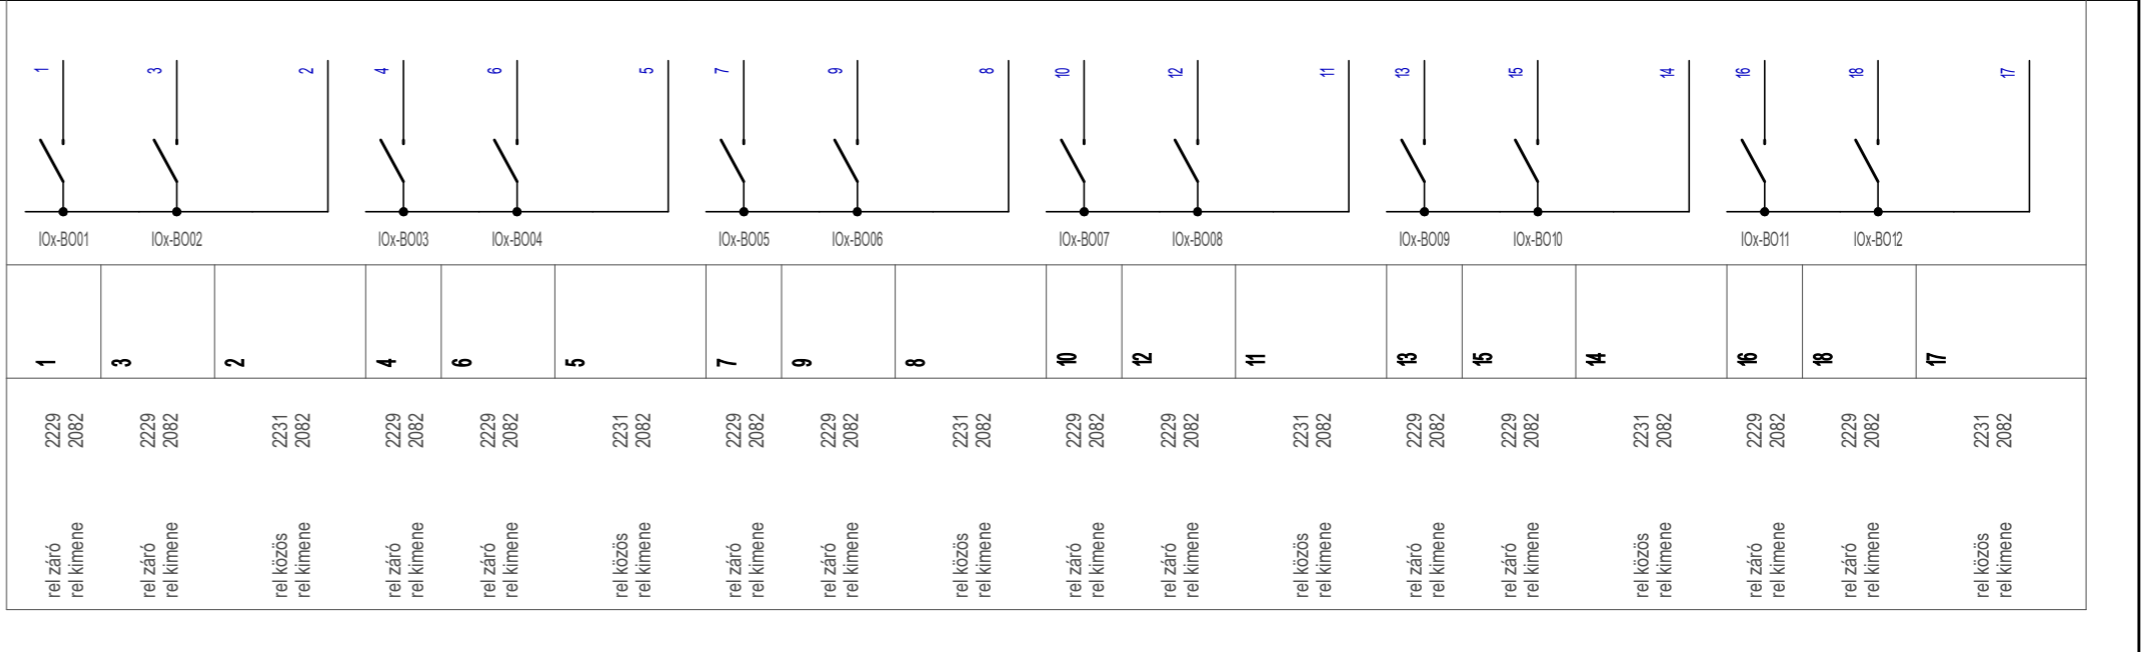 1 3 2 4 6 5 7 9 8 10 12 11 13 15 14 16 18 17
IOx-BO01 IOx-BO02 IOx-BO03 IOx-BO04 IOx-BO05 IOx-BO06 IOx-BO07 IOx-BO08 IOx-BO09 IOx-BO10 IOx-BO11 IOx-BO12
1 3 2 4 6 5 7 9 8 10 12 11 13 15 14 16 18 17
2229 2229 2231 2229 2229 2231 2229 2229 2231 2229 2229 2231 2229 2229 2231 2229 2229 2231
2082 2082 2082 2082 2082 2082 2082 2082 2082 2082 2082 2082 2082 2082 2082 2082 2082 2082
rel záró rel záró rel közös rel záró rel záró rel közös rel záró rel záró rel közös rel záró rel záró rel közös rel záró rel záró rel közös rel záró rel záró rel közös
rel kimene rel kimene rel kimene rel kimene rel kimene rel kimene rel kimene rel kimene rel kimene rel kimene rel kimene rel kimene rel kimene rel kimene rel kimene rel kimene rel kimene rel kimene